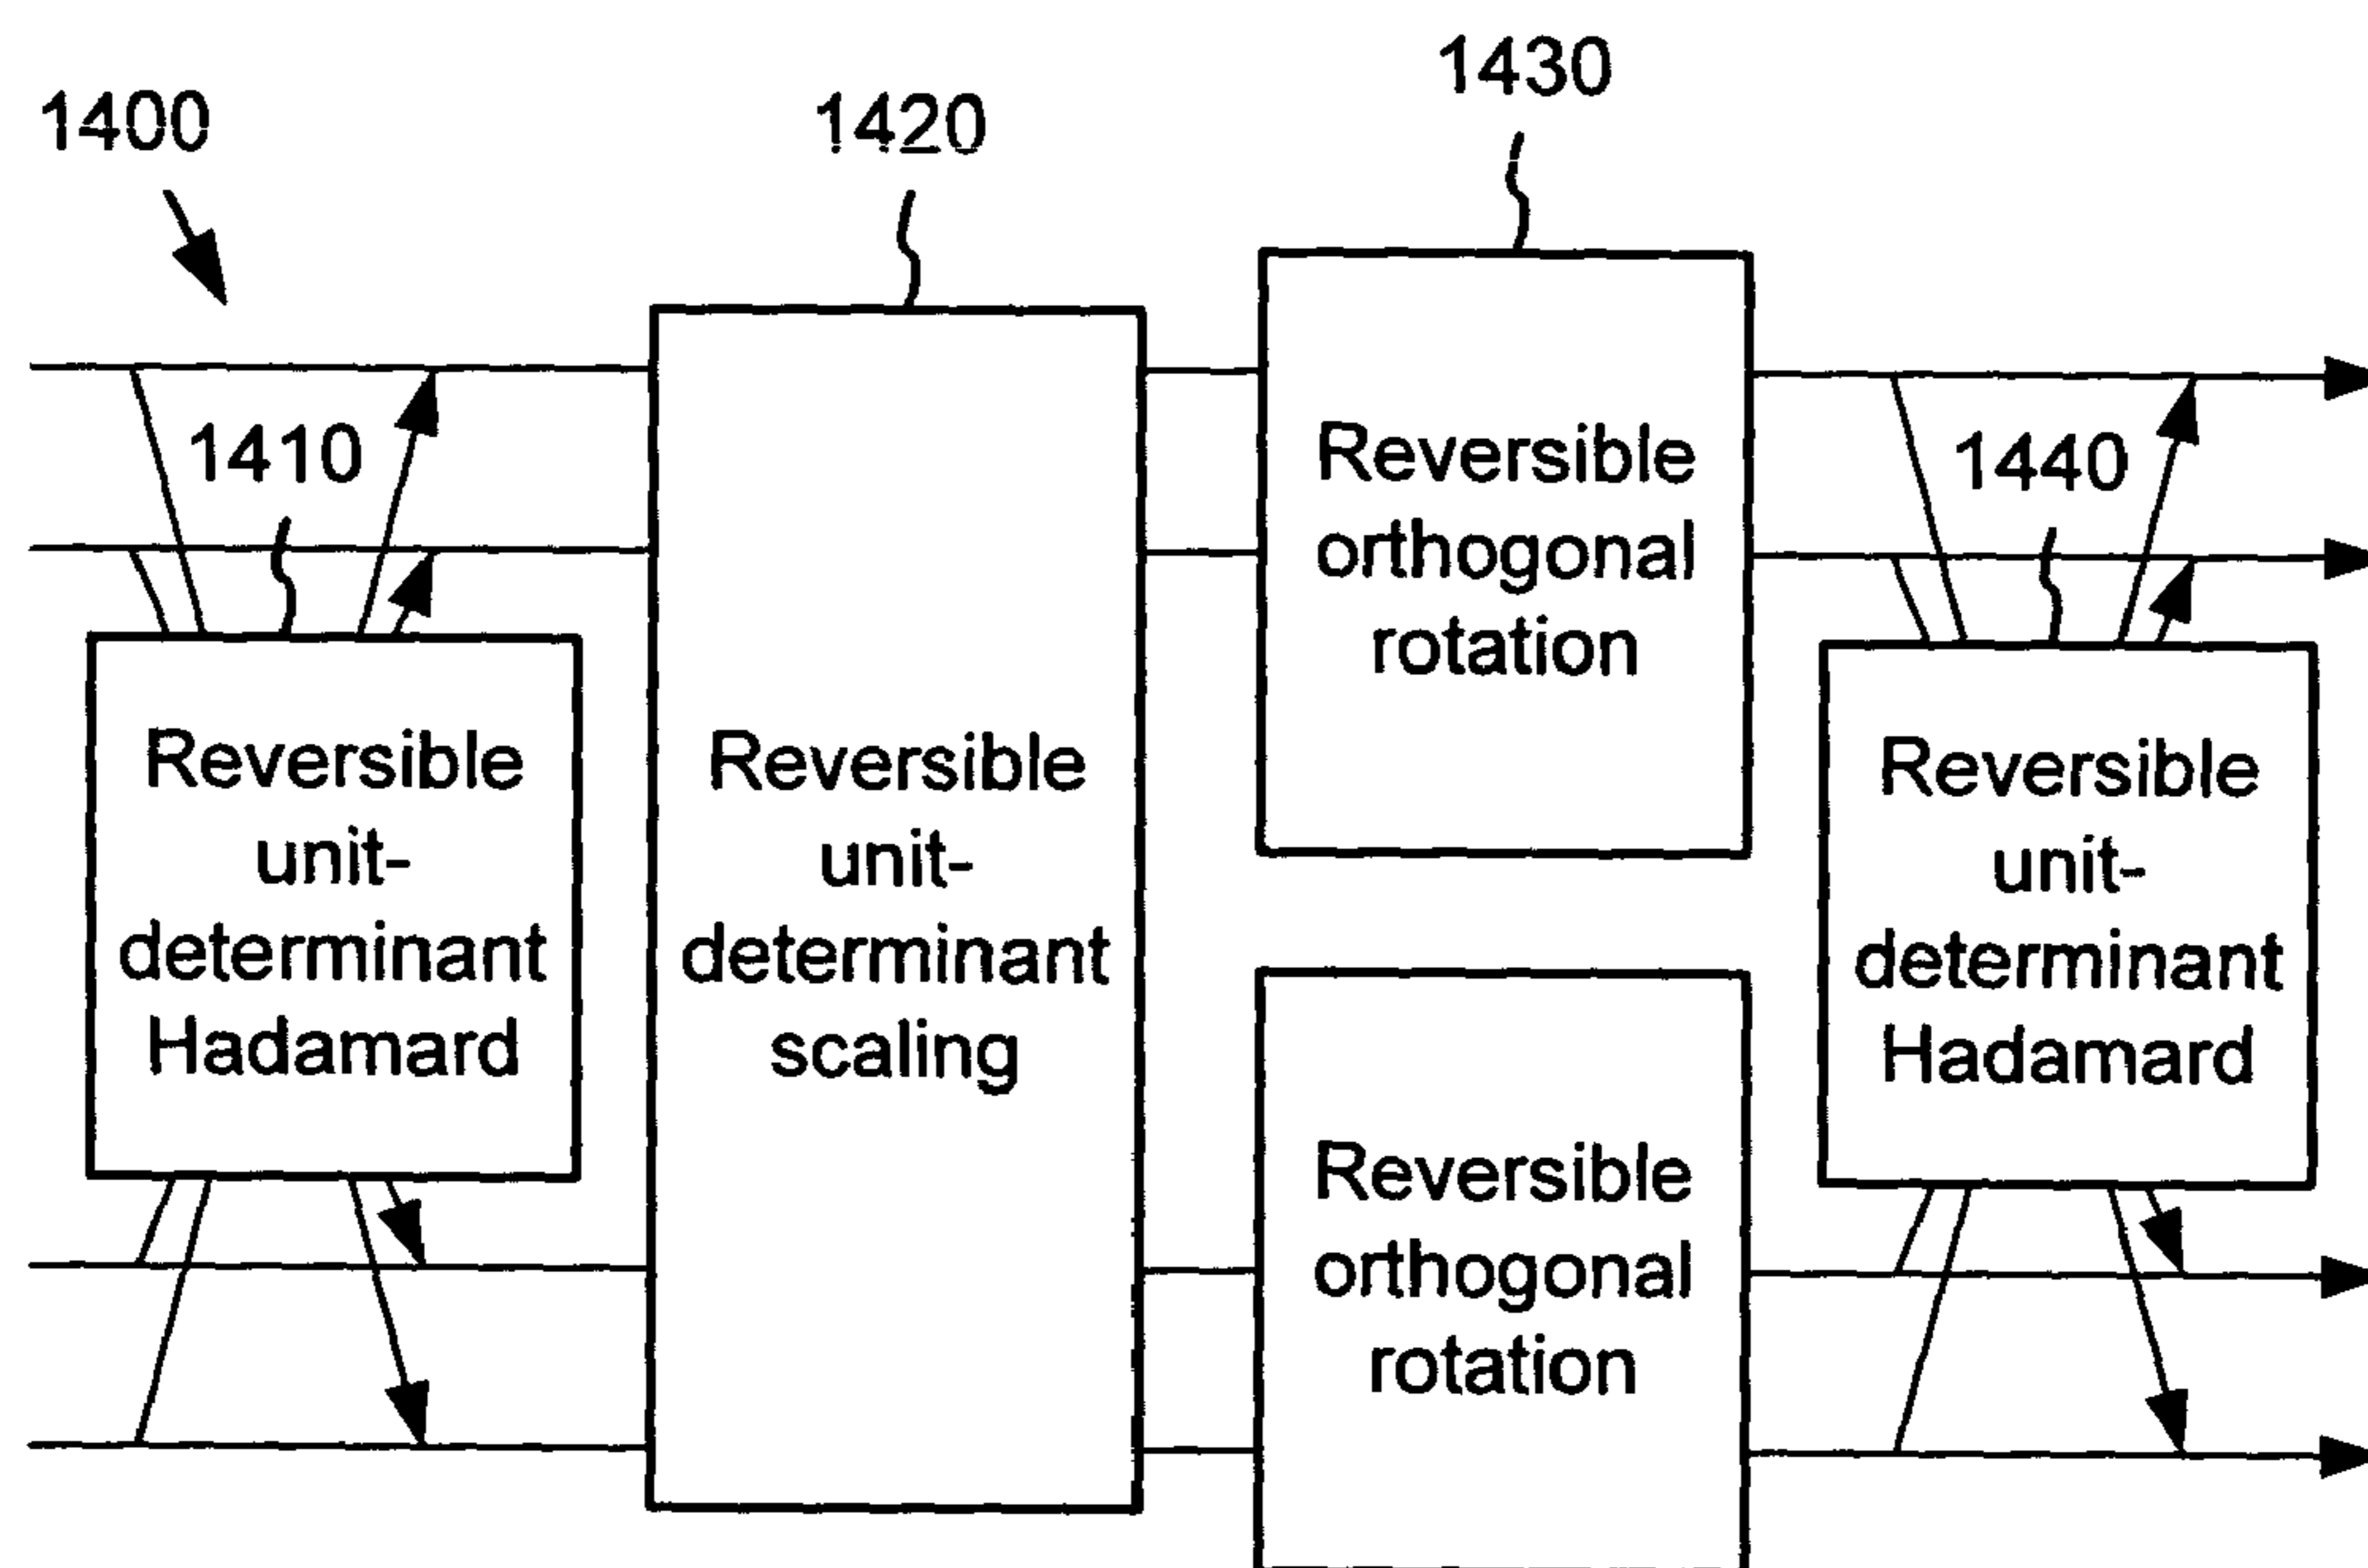 1400
1420
1430
1410
1440
Reversible
unit-
determinant
Hadamard
Reversible
unit-
determinant
scaling
Reversible
orthogonal
rotation
Reversible
orthogonal
rotation
Reversible
unit-
determinant
Hadamard